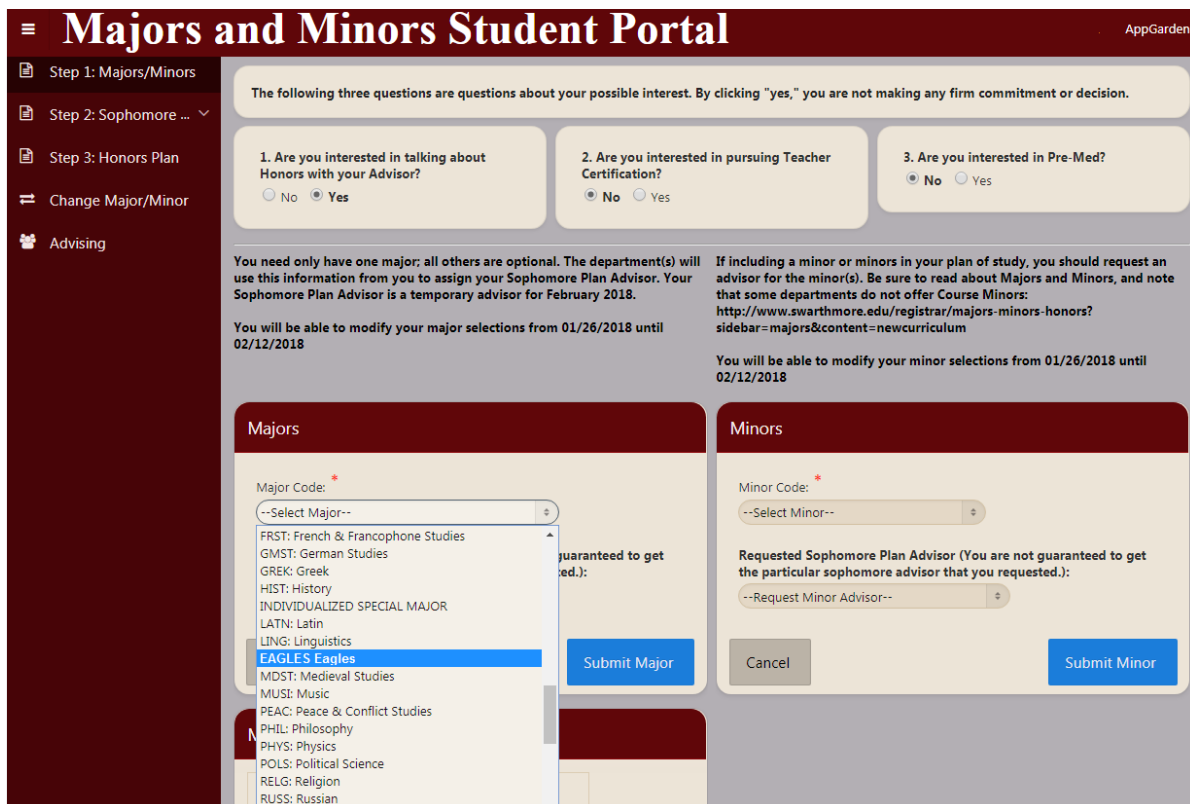 Majors and Minors Student Portal
AppGarden
Step 1: Majors/Minors
Step 2: Sophomore ...
Step 3: Honors Plan
Change Major/Minor
Advising
The following three questions are questions about your possible interest. By clicking "yes," you are not making any firm commitment or decision.
1. Are you interested in talking about
Honors with your Advisor?
No Yes
2. Are you interested in pursuing Teacher
Certification?
No Yes
3. Are you interested in Pre-Med?
No Yes
You need only have one major; all others are optional. The department(s) will
use this information from you to assign your Sophomore Plan Advisor. Your
Sophomore Plan Advisor is a temporary advisor for February 2018.
You will be able to modify your major selections from 01/26/2018 until
02/12/2018
If including a minor or minors in your plan of study, you should request an
advisor for the minor(s). Be sure to read about Majors and Minors, and note
that some departments do not offer Course Minors:
http://www.swarthmore.edu/registrar/majors-minors-honors?
sidebar=majors&content=newcurriculum
You will be able to modify your minor selections from 01/26/2018 until
02/12/2018
Majors
Major Code: *
--Select Major--
FRST: French & Francophone Studies
GMST: German Studies
GREK: Greek
HIST: History
INDIVIDUALIZED SPECIAL MAJOR
LATN: Latin
LING: Linguistics
EAGLES Eagles
MDST: Medieval Studies
MUSI: Music
PEAC: Peace & Conflict Studies
PHIL: Philosophy
PHYS: Physics
POLS: Political Science
RELG: Religion
RUSS: Russian
guaranteed to get
ted.):
Submit Major
Minors
Minor Code: *
--Select Minor--
Requested Sophomore Plan Advisor (You are not guaranteed to get
the particular sophomore advisor that you requested.):
--Request Minor Advisor--
Cancel
Submit Minor